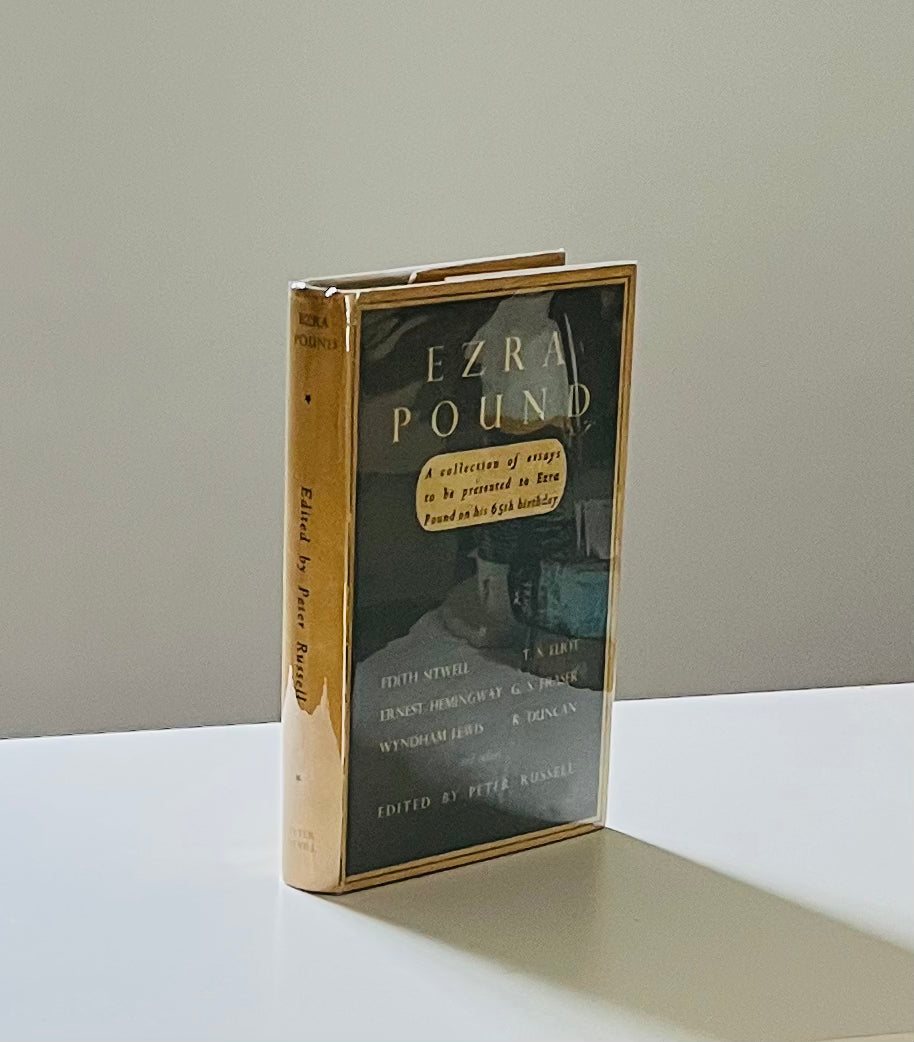 EZRA
POUND
Edited by Peter Russell
PETER
EZRA
POUND
A collection of essays
to be presented to Ezra
Pound on his 65th birthday
EDITH SITWELL T. S. ELIOT
ERNEST HEMINGWAY G. S. FRASER
WYNDHAM LEWIS R. DUNCAN
and others
EDITED BY PETER RUSSELL